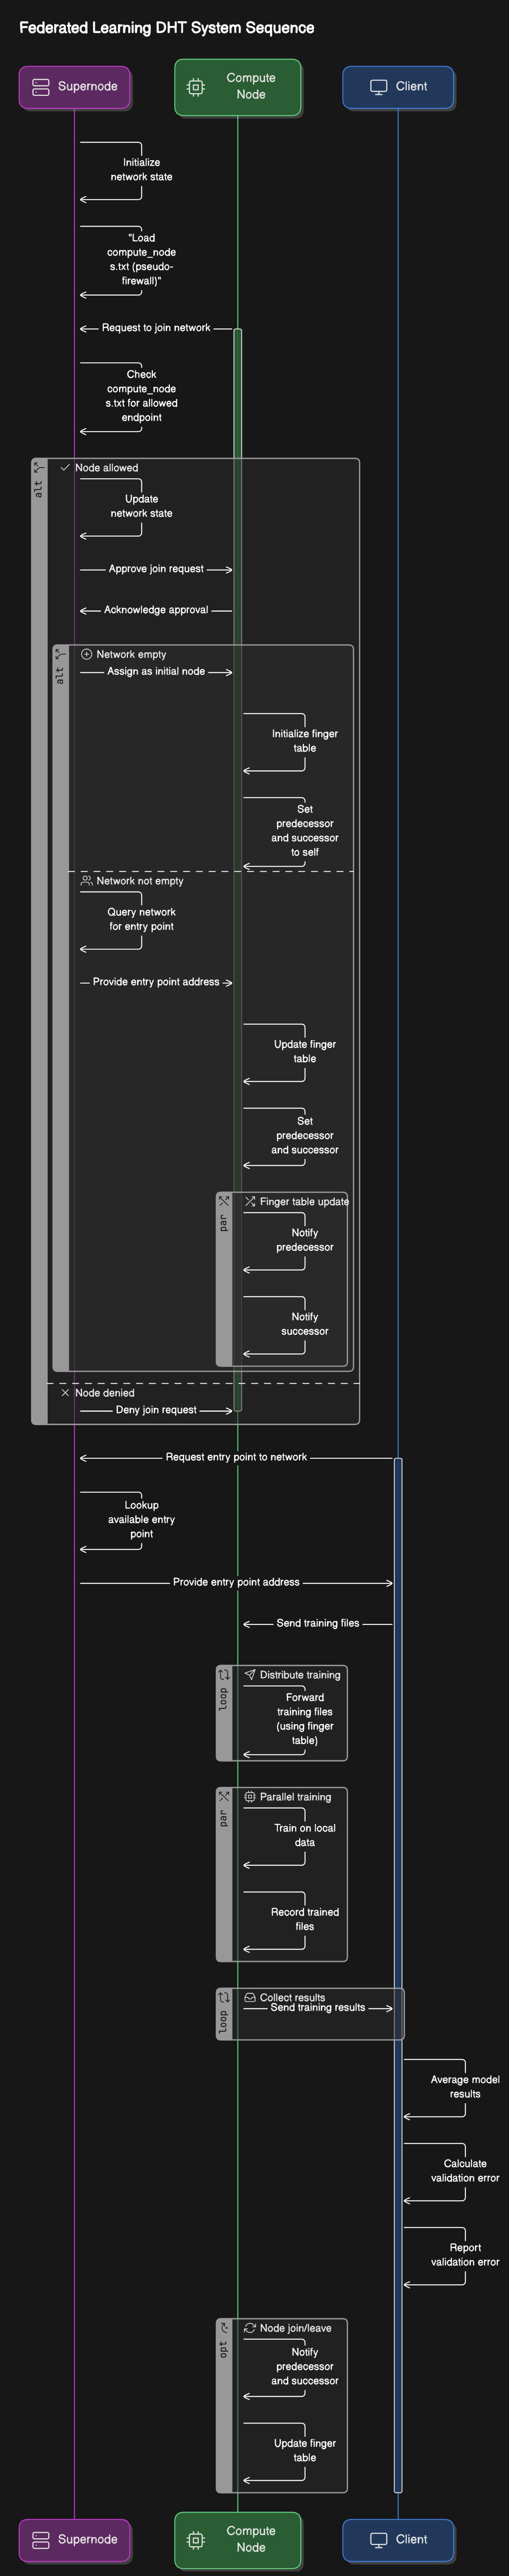 Federated Learning DHT System Sequence
Supernode
Compute
Node
Client
Initialize
network state
"Load
compute_node
s.txt (pseudo-
firewall)"
Request to join network
Check
compute_node
s.txt for allowed
endpoint
alt
Node allowed
Update
network state
Approve join request
Acknowledge approval
alt
Network empty
Assign as initial node
Initialize finger
table
Set
predecessor
and successor
to self
Network not empty
Query network
for entry point
Provide entry point address
Update finger
table
Set
predecessor
and successor
par
Finger table update
Notify
predecessor
Notify
successor
Node denied
Deny join request
Request entry point to network
Lookup
available entry
point
Provide entry point address
Send training files
loop
Distribute training
Forward
training files
(using finger
table)
par
Parallel training
Train on local
data
Record trained
files
loop
Collect results
Send training results
Average model
results
Calculate
validation error
Report
validation error
opt
Node join/leave
Notify
predecessor
and successor
Update finger
table
Supernode
Compute
Node
Client